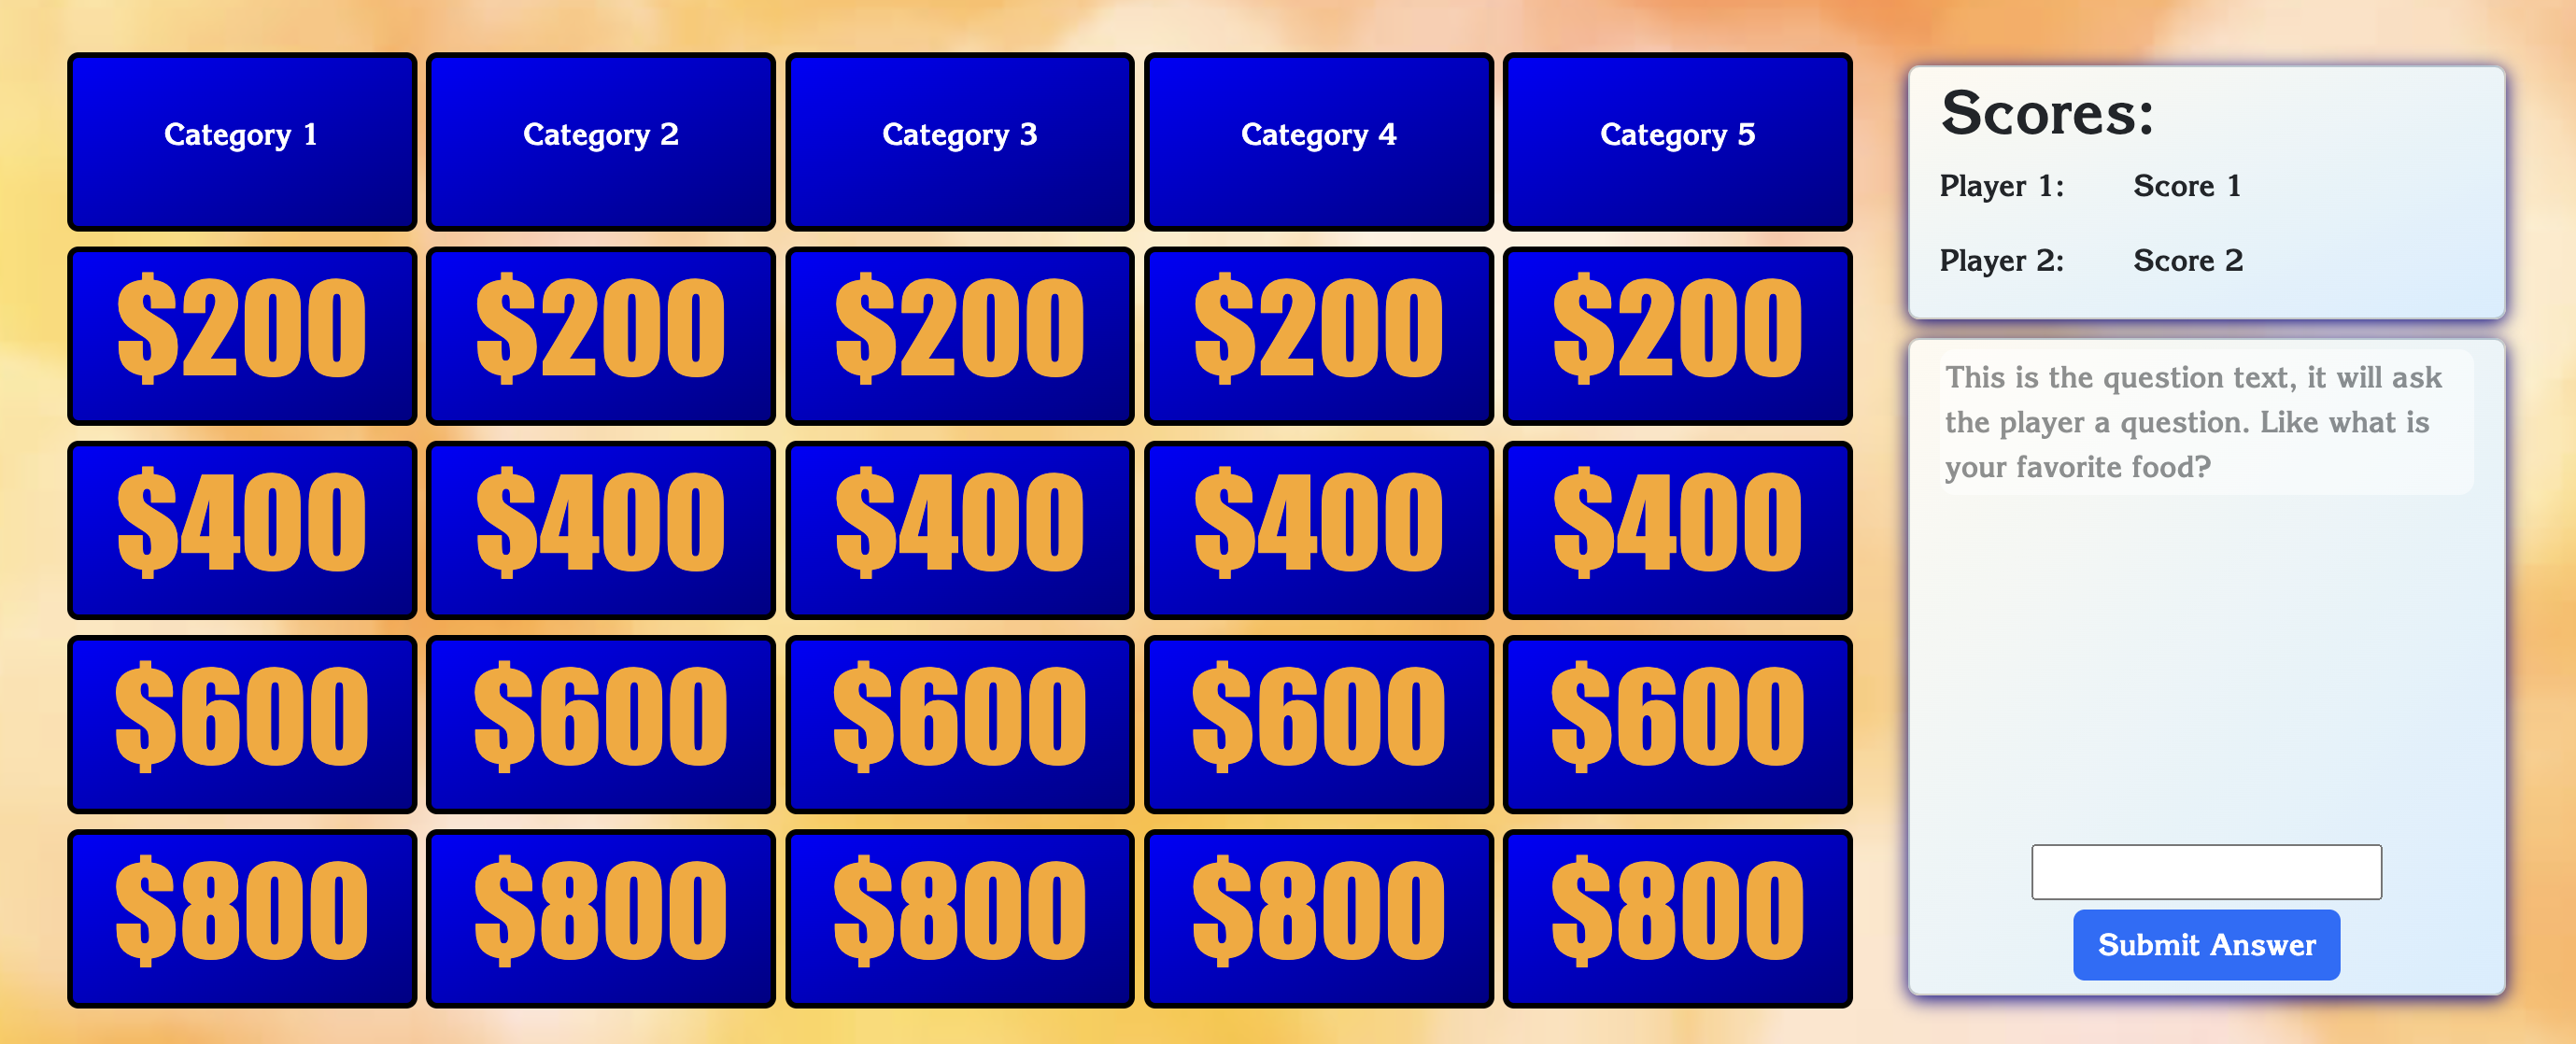 Category 1
Category 2
Category 3
Category 4
Category 5
$200
$200
$200
$200
$200
$400
$400
$400
$400
$400
$600
$600
$600
$600
$600
$800
$800
$800
$800
$800
Scores:
Player 1: Score 1
Player 2: Score 2
This is the question text, it will ask
the player a question. Like what is
your favorite food?
Submit Answer